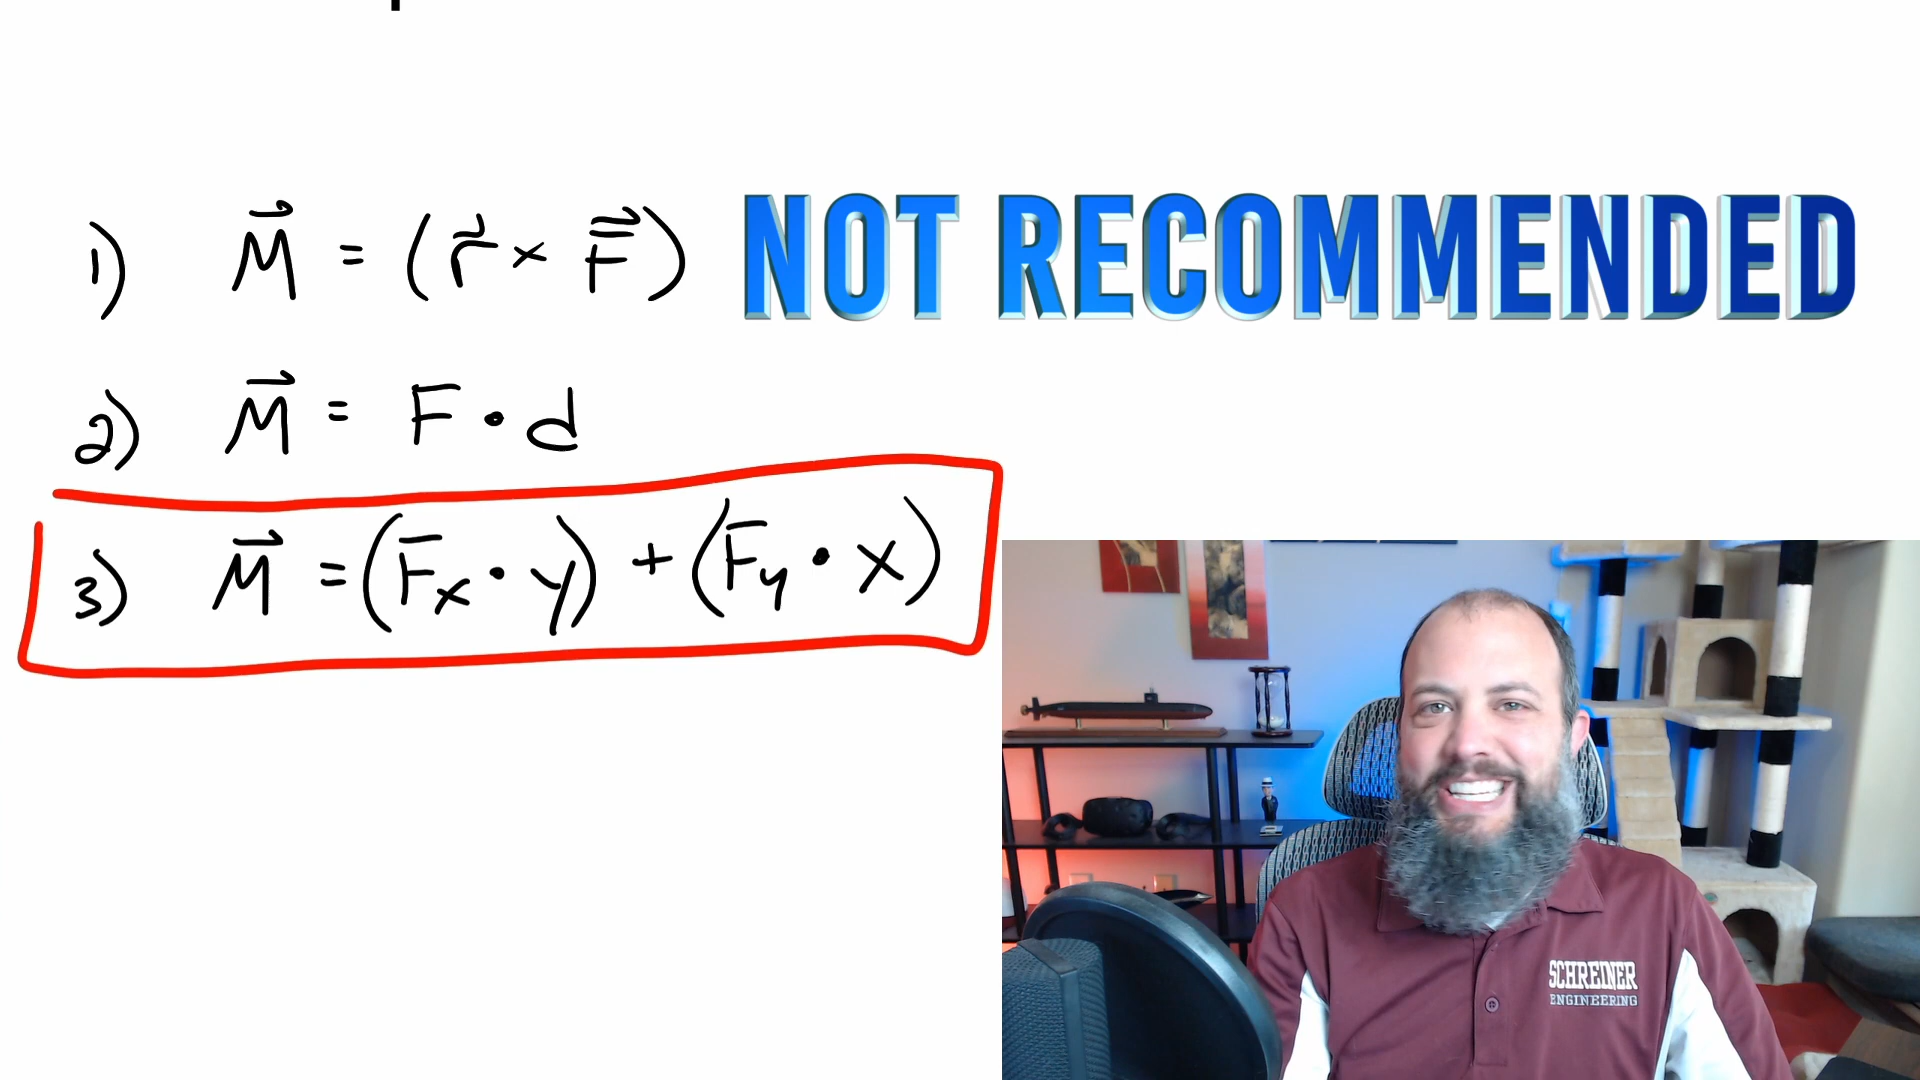 1) M⃗ = (r⃗ × F⃗) NOT RECOMMENDED
2) M⃗ = F • d
3) M⃗ = (Fx • y) + (Fy • x)
SCHREINER
ENGINEERING